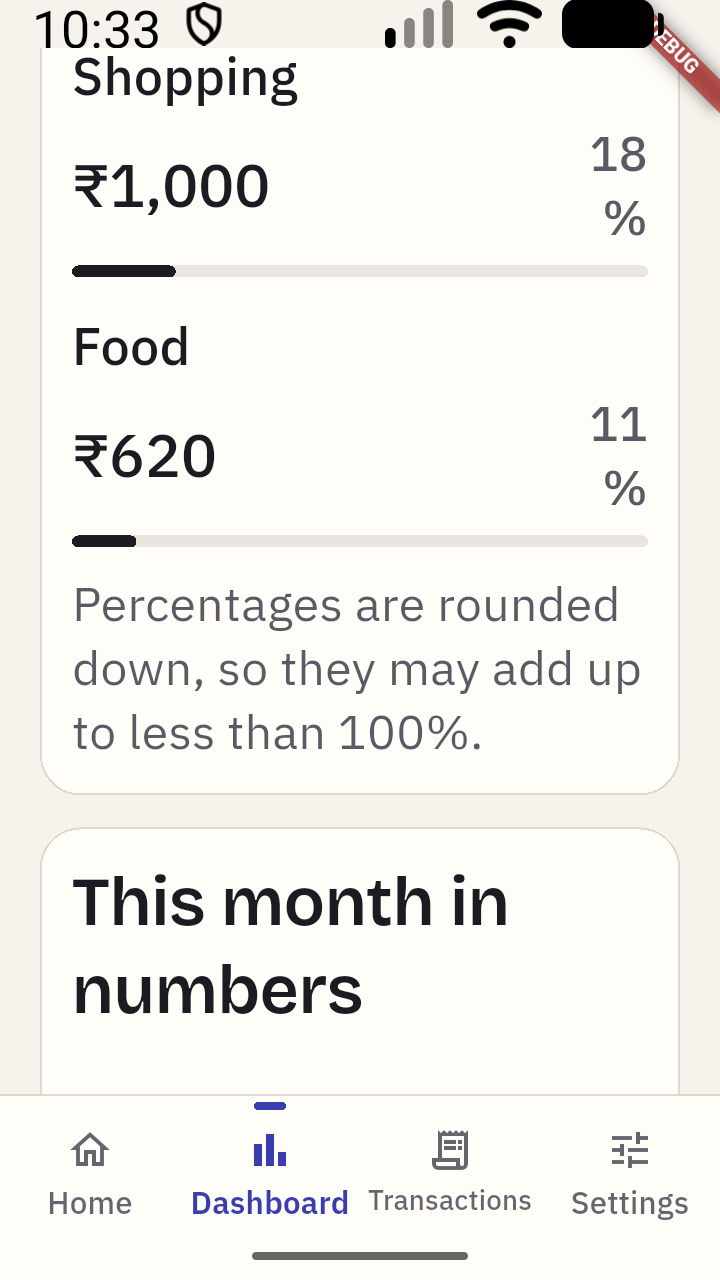 10:33
DEBUG
Shopping
₹1,000
18
%
Food
₹620
11
%
Percentages are rounded
down, so they may add up
to less than 100%.
This month in
numbers
Home
Dashboard
Transactions
Settings